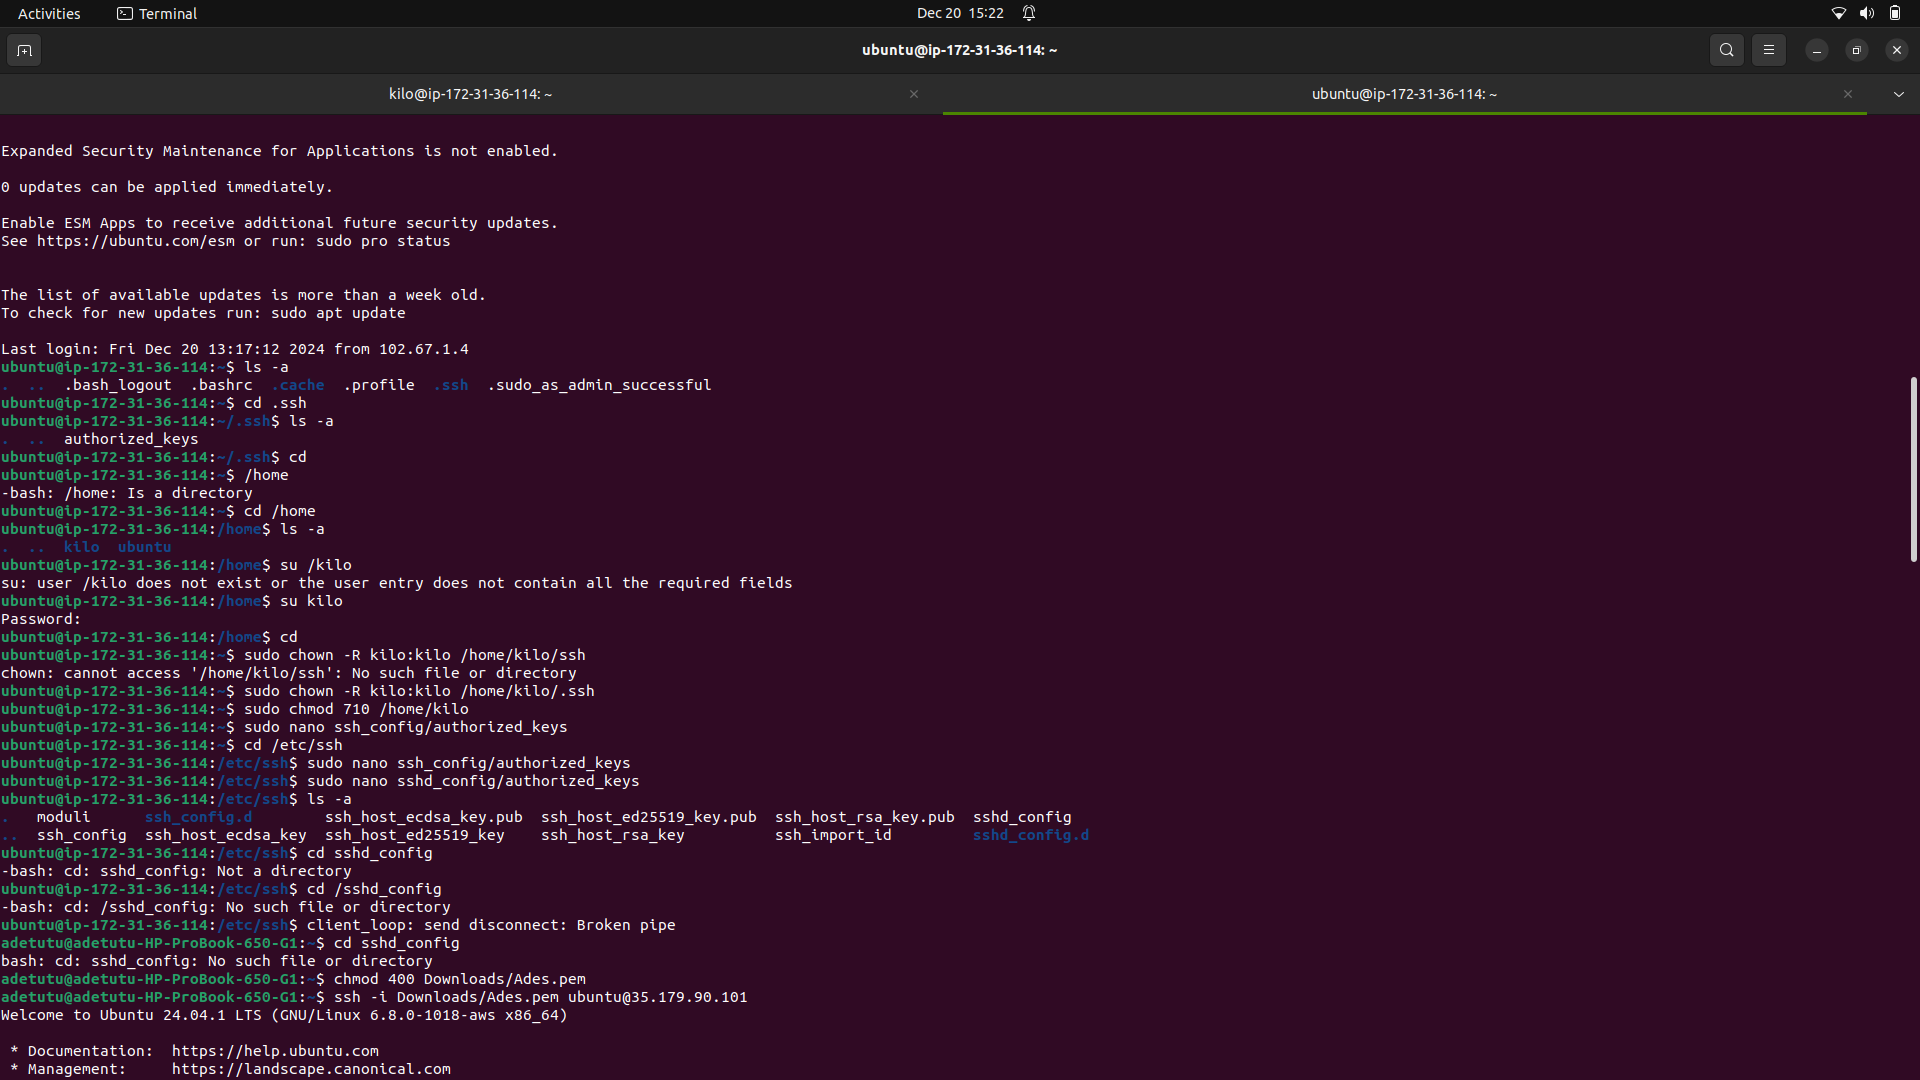 Activities Terminal Dec 20 15:22
ubuntu@ip-172-31-36-114: ~
kilo@ip-172-31-36-114: ~ ubuntu@ip-172-31-36-114: ~
Expanded Security Maintenance for Applications is not enabled.
0 updates can be applied immediately.
Enable ESM Apps to receive additional future security updates.
See https://ubuntu.com/esm or run: sudo pro status
The list of available updates is more than a week old.
To check for new updates run: sudo apt update
Last login: Fri Dec 20 13:17:12 2024 from 102.67.1.4
ubuntu@ip-172-31-36-114:~$ ls -a
. .. .bash_logout .bashrc .cache .profile .ssh .sudo_as_admin_successful
ubuntu@ip-172-31-36-114:~$ cd .ssh
ubuntu@ip-172-31-36-114:~/.ssh$ ls -a
. .. authorized_keys
ubuntu@ip-172-31-36-114:~/.ssh$ cd
ubuntu@ip-172-31-36-114:~$ /home
-bash: /home: Is a directory
ubuntu@ip-172-31-36-114:~$ cd /home
ubuntu@ip-172-31-36-114:/home$ ls -a
. .. kilo ubuntu
ubuntu@ip-172-31-36-114:/home$ su /kilo
su: user /kilo does not exist or the user entry does not contain all the required fields
ubuntu@ip-172-31-36-114:/home$ su kilo
Password:
ubuntu@ip-172-31-36-114:/home$ cd
ubuntu@ip-172-31-36-114:~$ sudo chown -R kilo:kilo /home/kilo/ssh
chown: cannot access '/home/kilo/ssh': No such file or directory
ubuntu@ip-172-31-36-114:~$ sudo chown -R kilo:kilo /home/kilo/.ssh
ubuntu@ip-172-31-36-114:~$ sudo chmod 710 /home/kilo
ubuntu@ip-172-31-36-114:~$ sudo nano ssh_config/authorized_keys
ubuntu@ip-172-31-36-114:~$ cd /etc/ssh
ubuntu@ip-172-31-36-114:/etc/ssh$ sudo nano ssh_config/authorized_keys
ubuntu@ip-172-31-36-114:/etc/ssh$ sudo nano sshd_config/authorized_keys
ubuntu@ip-172-31-36-114:/etc/ssh$ ls -a
. moduli ssh_config.d ssh_host_ecdsa_key.pub ssh_host_ed25519_key.pub ssh_host_rsa_key.pub sshd_config
.. ssh_config ssh_host_ecdsa_key ssh_host_ed25519_key ssh_host_rsa_key ssh_import_id sshd_config.d
ubuntu@ip-172-31-36-114:/etc/ssh$ cd sshd_config
-bash: cd: sshd_config: Not a directory
ubuntu@ip-172-31-36-114:/etc/ssh$ cd /sshd_config
-bash: cd: /sshd_config: No such file or directory
ubuntu@ip-172-31-36-114:/etc/ssh$ client_loop: send disconnect: Broken pipe
adetutu@adetutu-HP-ProBook-650-G1:~$ cd sshd_config
bash: cd: sshd_config: No such file or directory
adetutu@adetutu-HP-ProBook-650-G1:~$ chmod 400 Downloads/Ades.pem
adetutu@adetutu-HP-ProBook-650-G1:~$ ssh -i Downloads/Ades.pem ubuntu@35.179.90.101
Welcome to Ubuntu 24.04.1 LTS (GNU/Linux 6.8.0-1018-aws x86_64)
* Documentation: https://help.ubuntu.com
* Management: https://landscape.canonical.com